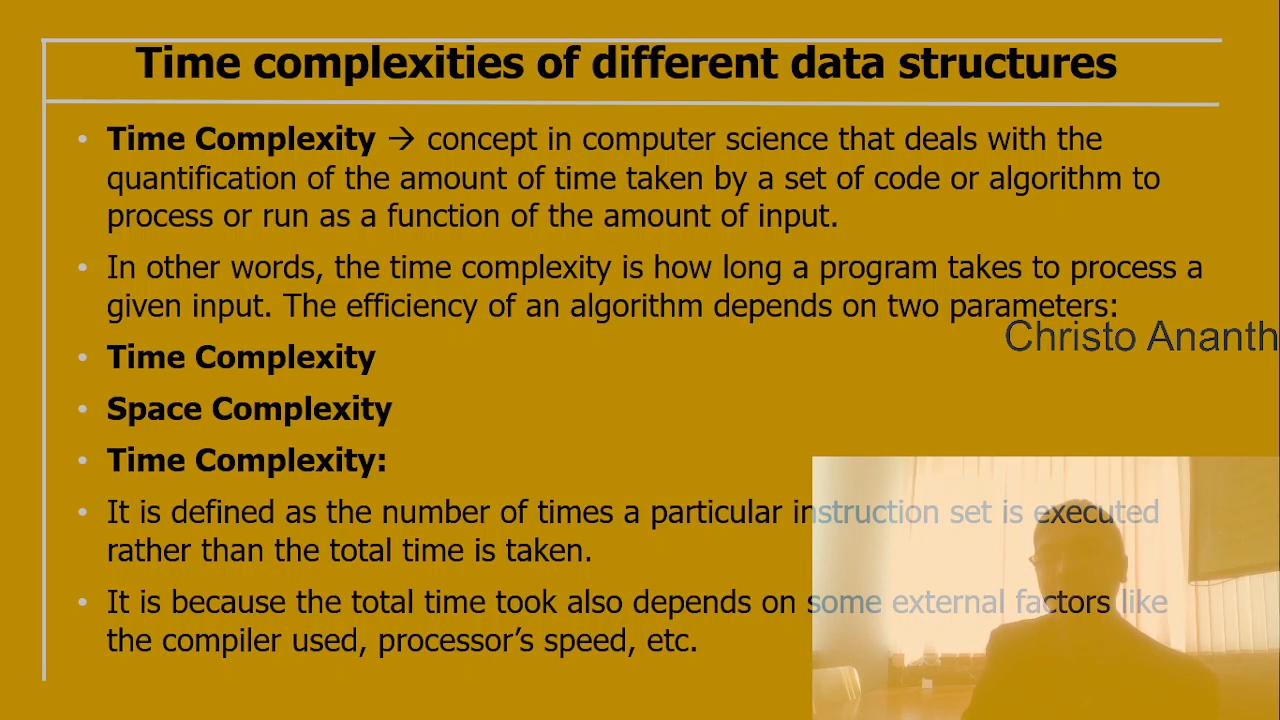 Time complexities of different data structures
• Time Complexity → concept in computer science that deals with the
quantification of the amount of time taken by a set of code or algorithm to
process or run as a function of the amount of input.
• In other words, the time complexity is how long a program takes to process a
given input. The efficiency of an algorithm depends on two parameters:
Christo Ananth
• Time Complexity
• Space Complexity
• Time Complexity:
• It is defined as the number of times a particular instruction set is executed
rather than the total time is taken.
• It is because the total time took also depends on some external factors like
the compiler used, processor's speed, etc.